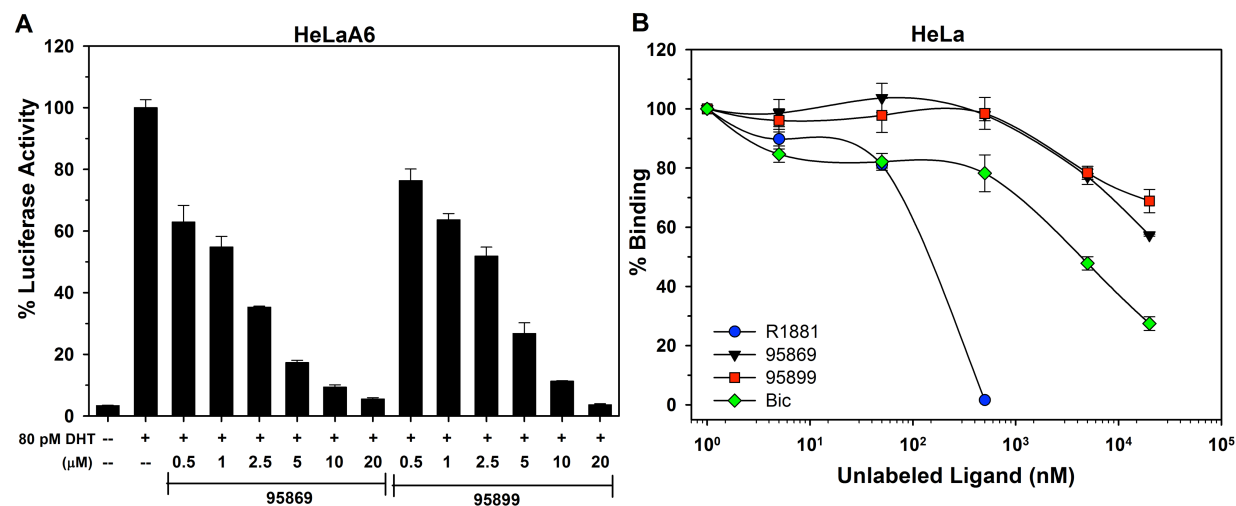 A
HeLaA6
% Luciferase Activity
120
100
80
60
40
20
0
80 pM DHT -- + + + + + + + + + + + + +
(μM) -- -- 0.5 1 2.5 5 10 20 0.5 1 2.5 5 10 20
95869 95899
B
HeLa
% Binding
120
100
80
60
40
20
0
R1881
95869
95899
Bic
10⁰ 10¹ 10² 10³ 10⁴ 10⁵
Unlabeled Ligand (nM)